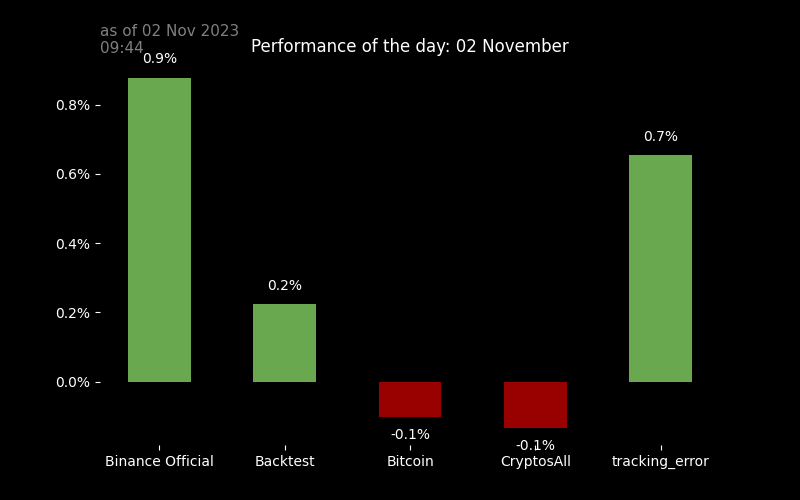 as of 02 Nov 2023
09:44
Performance of the day: 02 November
0.9%
0.8%
0.7%
0.6%
0.4%
0.2%
0.2%
0.0%
-0.1%
-0.1%
Binance Official
Backtest
Bitcoin
CryptosAll
tracking_error